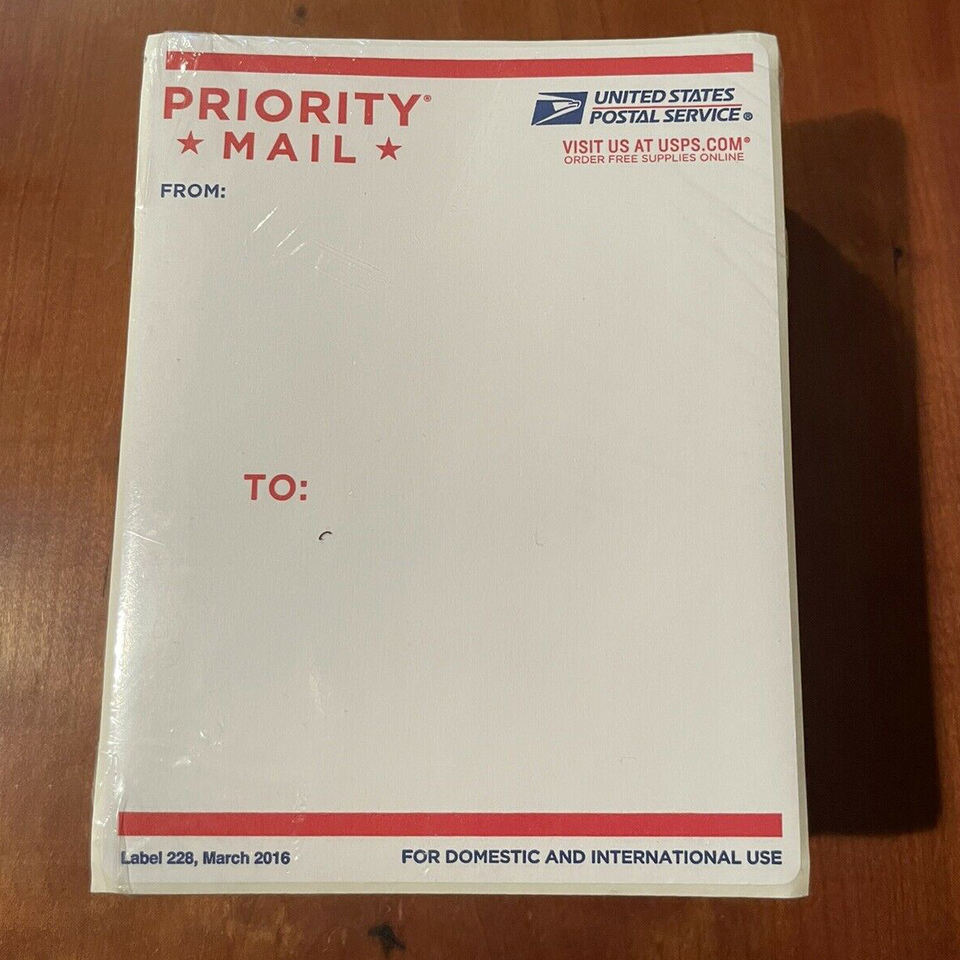 PRIORITY®
★ MAIL ★
UNITED STATES
POSTAL SERVICE®
VISIT US AT USPS.COM®
ORDER FREE SUPPLIES ONLINE
FROM:
TO:
Label 228, March 2016
FOR DOMESTIC AND INTERNATIONAL USE